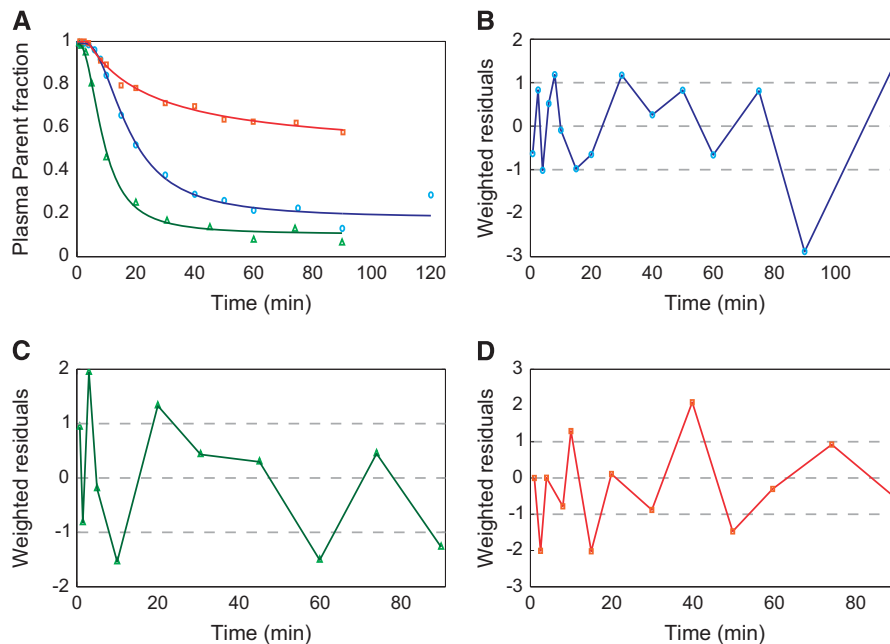 A
Plasma Parent fraction
1
0.8
0.6
0.4
0.2
0
0 20 40 60 80 100 120
Time (min)
B
Weighted residuals
2
1
0
-1
-2
-3
0 20 40 60 80 100
Time (min)
C
Weighted residuals
2
1
0
-1
-2
0 20 40 60 80
Time (min)
D
Weighted residuals
3
2
1
0
-1
-2
-3
0 20 40 60 80
Time (min)